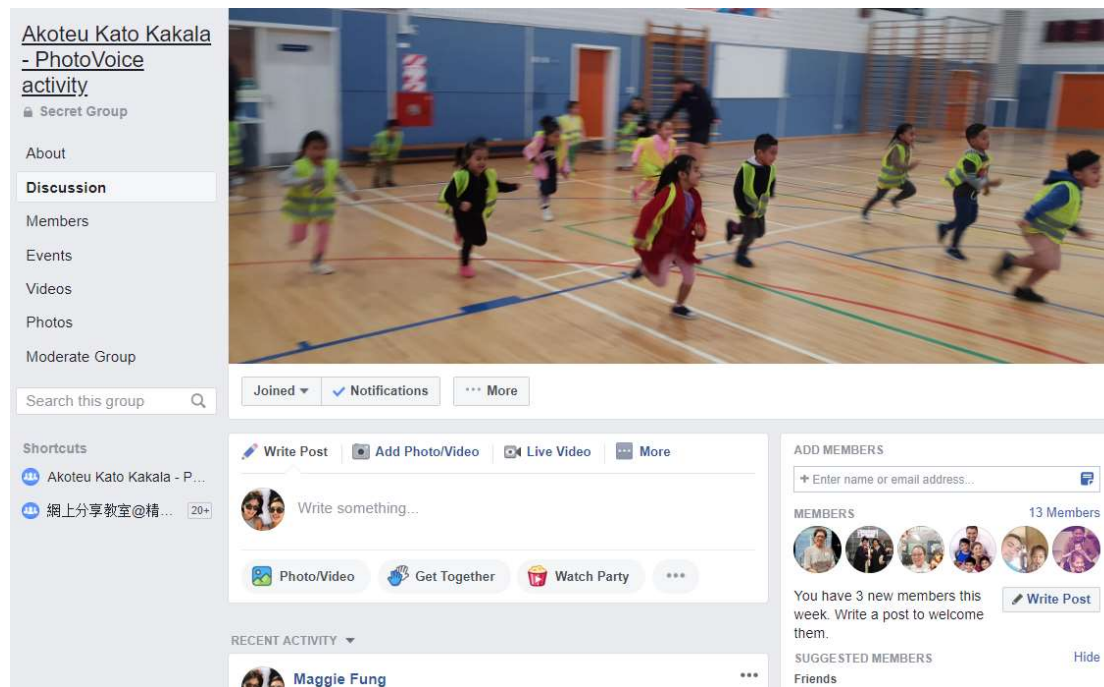 Akoteu Kato Kakala
- PhotoVoice
activity
Secret Group
About
Discussion
Members
Events
Videos
Photos
Moderate Group
Search this group
Shortcuts
Akoteu Kato Kakala - P...
網上分享教室@精... 20+
Joined
Notifications
More
Write Post
Add Photo/Video
Live Video
More
Write something...
Photo/Video
Get Together
Watch Party
RECENT ACTIVITY
Maggie Fung
ADD MEMBERS
+ Enter name or email address...
MEMBERS
13 Members
You have 3 new members this
week. Write a post to welcome
them.
Write Post
SUGGESTED MEMBERS
Hide
Friends